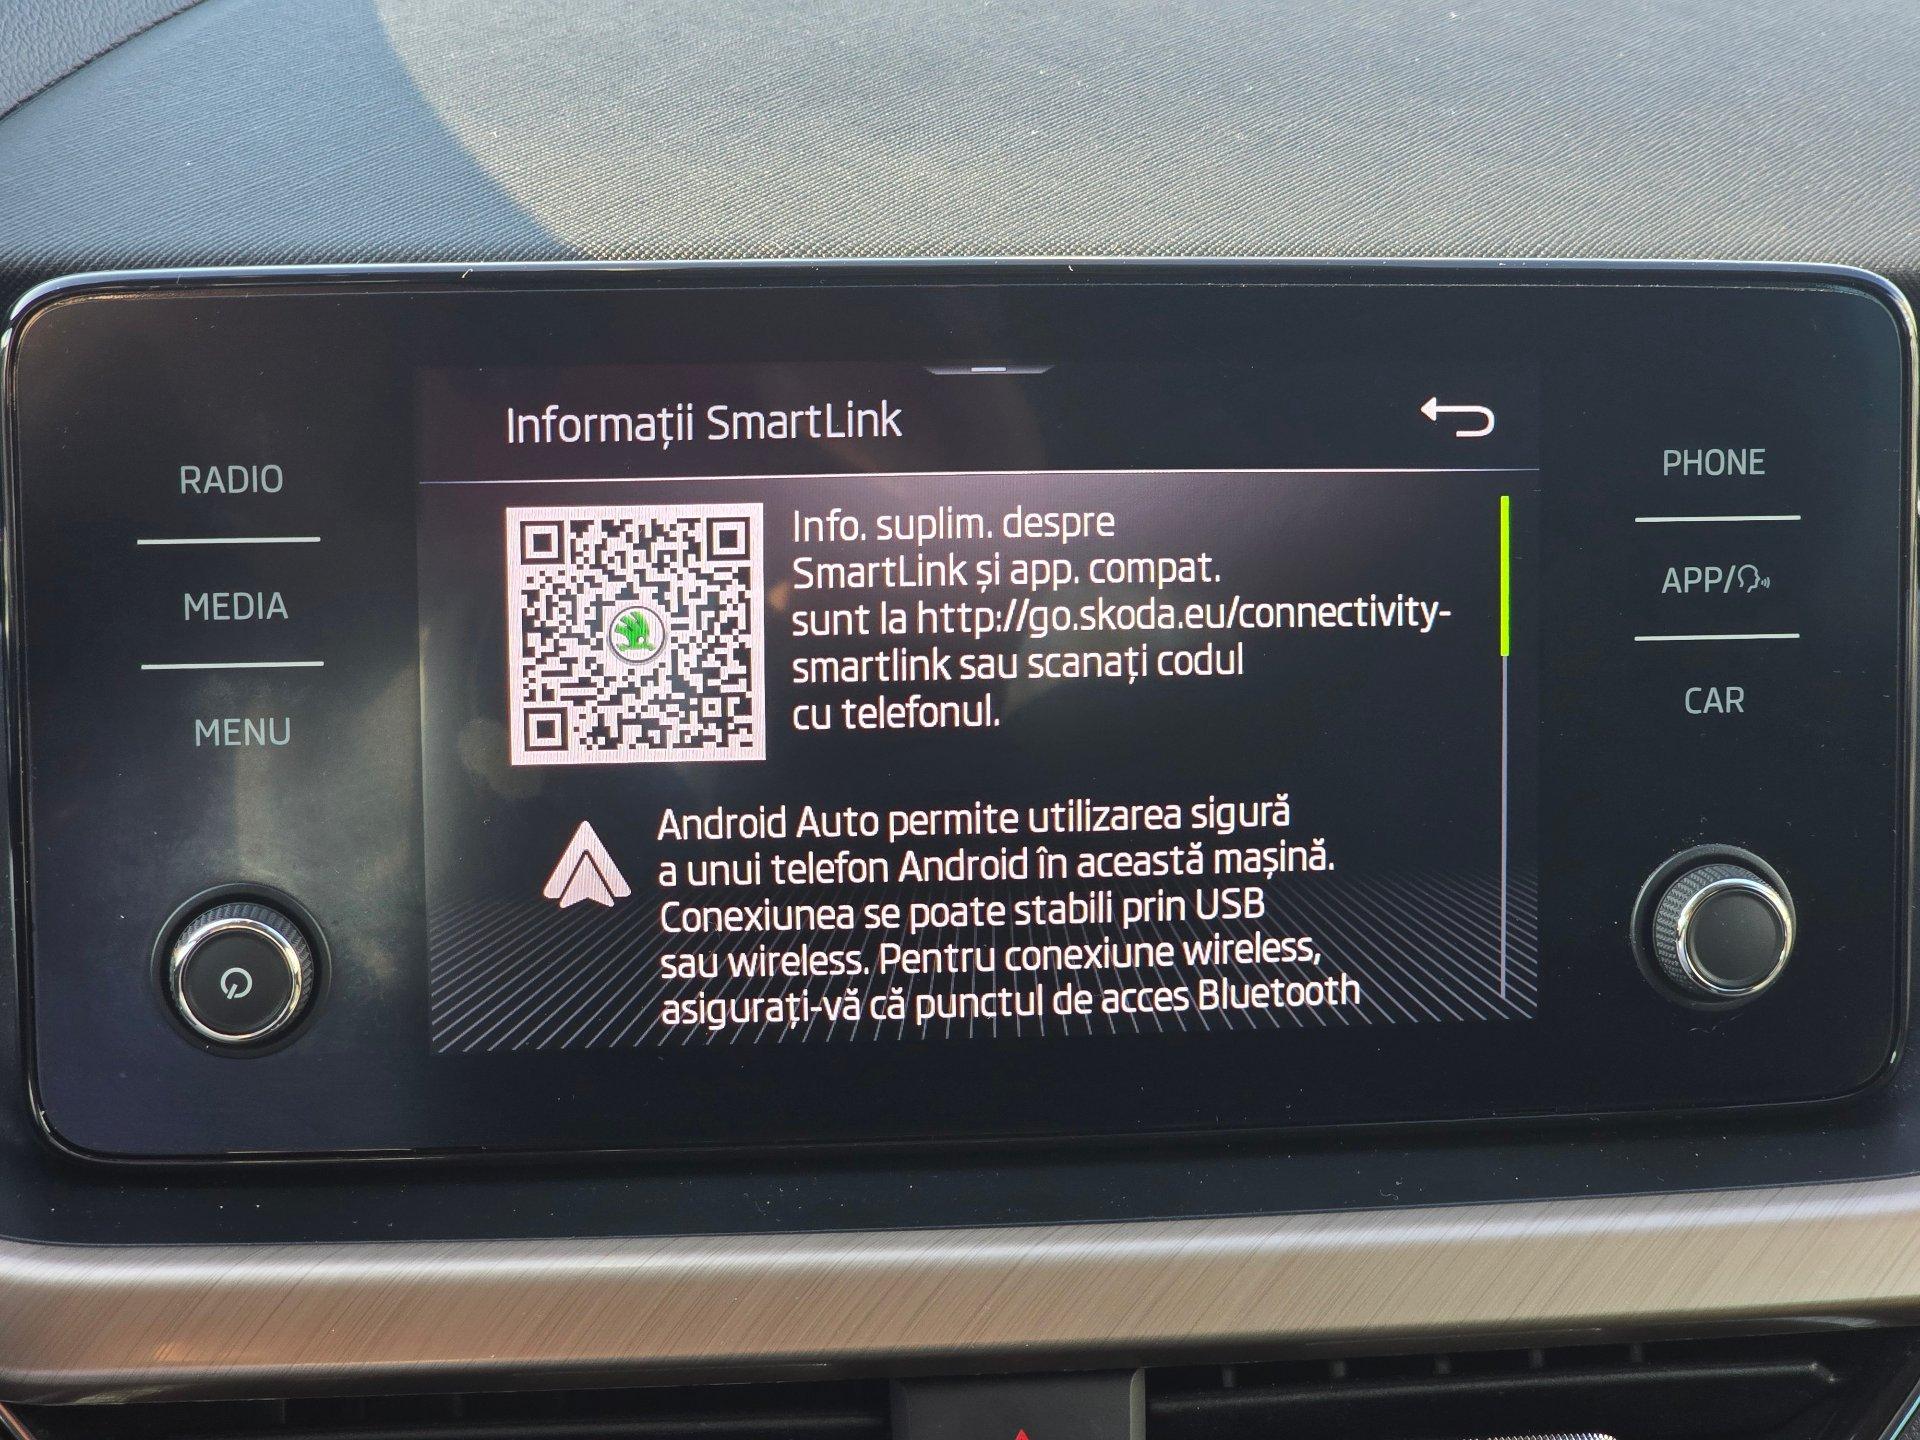 Informații SmartLink
RADIO
MEDIA
MENU
Info. suplim. despre
SmartLink și app. compat.
sunt la http://go.skoda.eu/connectivity-
smartlink sau scanați codul
cu telefonul.
Android Auto permite utilizarea sigură
a unui telefon Android în această mașină.
Conexiunea se poate stabili prin USB
sau wireless. Pentru conexiune wireless,
asigurați-vă că punctul de acces Bluetooth
PHONE
APP/
CAR